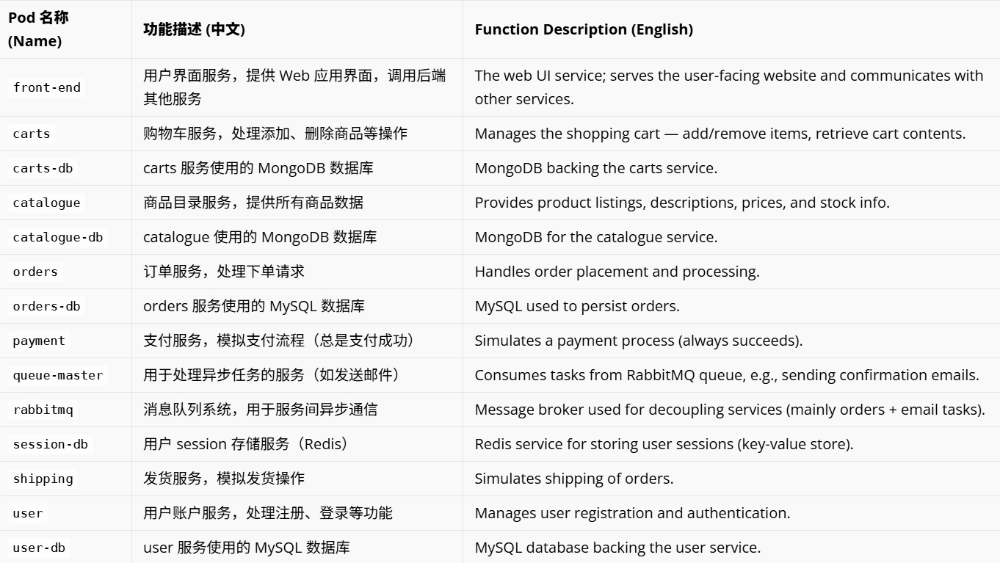 Pod 名称
(Name)
功能描述 (中文)
Function Description (English)
front-end
用户界面服务，提供 Web 应用界面，调用后端
其他服务
The web UI service; serves the user-facing website and communicates with
other services.
carts
购物车服务，处理添加、删除商品等操作
Manages the shopping cart — add/remove items, retrieve cart contents.
carts-db
carts 服务使用的 MongoDB 数据库
MongoDB backing the carts service.
catalogue
商品目录服务，提供所有商品数据
Provides product listings, descriptions, prices, and stock info.
catalogue-db
catalogue 使用的 MongoDB 数据库
MongoDB for the catalogue service.
orders
订单服务，处理下单请求
Handles order placement and processing.
orders-db
orders 服务使用的 MySQL 数据库
MySQL used to persist orders.
payment
支付服务，模拟支付流程（总是支付成功）
Simulates a payment process (always succeeds).
queue-master
用于处理异步任务的服务（如发送邮件）
Consumes tasks from RabbitMQ queue, e.g., sending confirmation emails.
rabbitmq
消息队列系统，用于服务间异步通信
Message broker used for decoupling services (mainly orders + email tasks).
session-db
用户 session 存储服务（Redis）
Redis service for storing user sessions (key-value store).
shipping
发货服务，模拟发货操作
Simulates shipping of orders.
user
用户账户服务，处理注册、登录等功能
Manages user registration and authentication.
user-db
user 服务使用的 MySQL 数据库
MySQL database backing the user service.